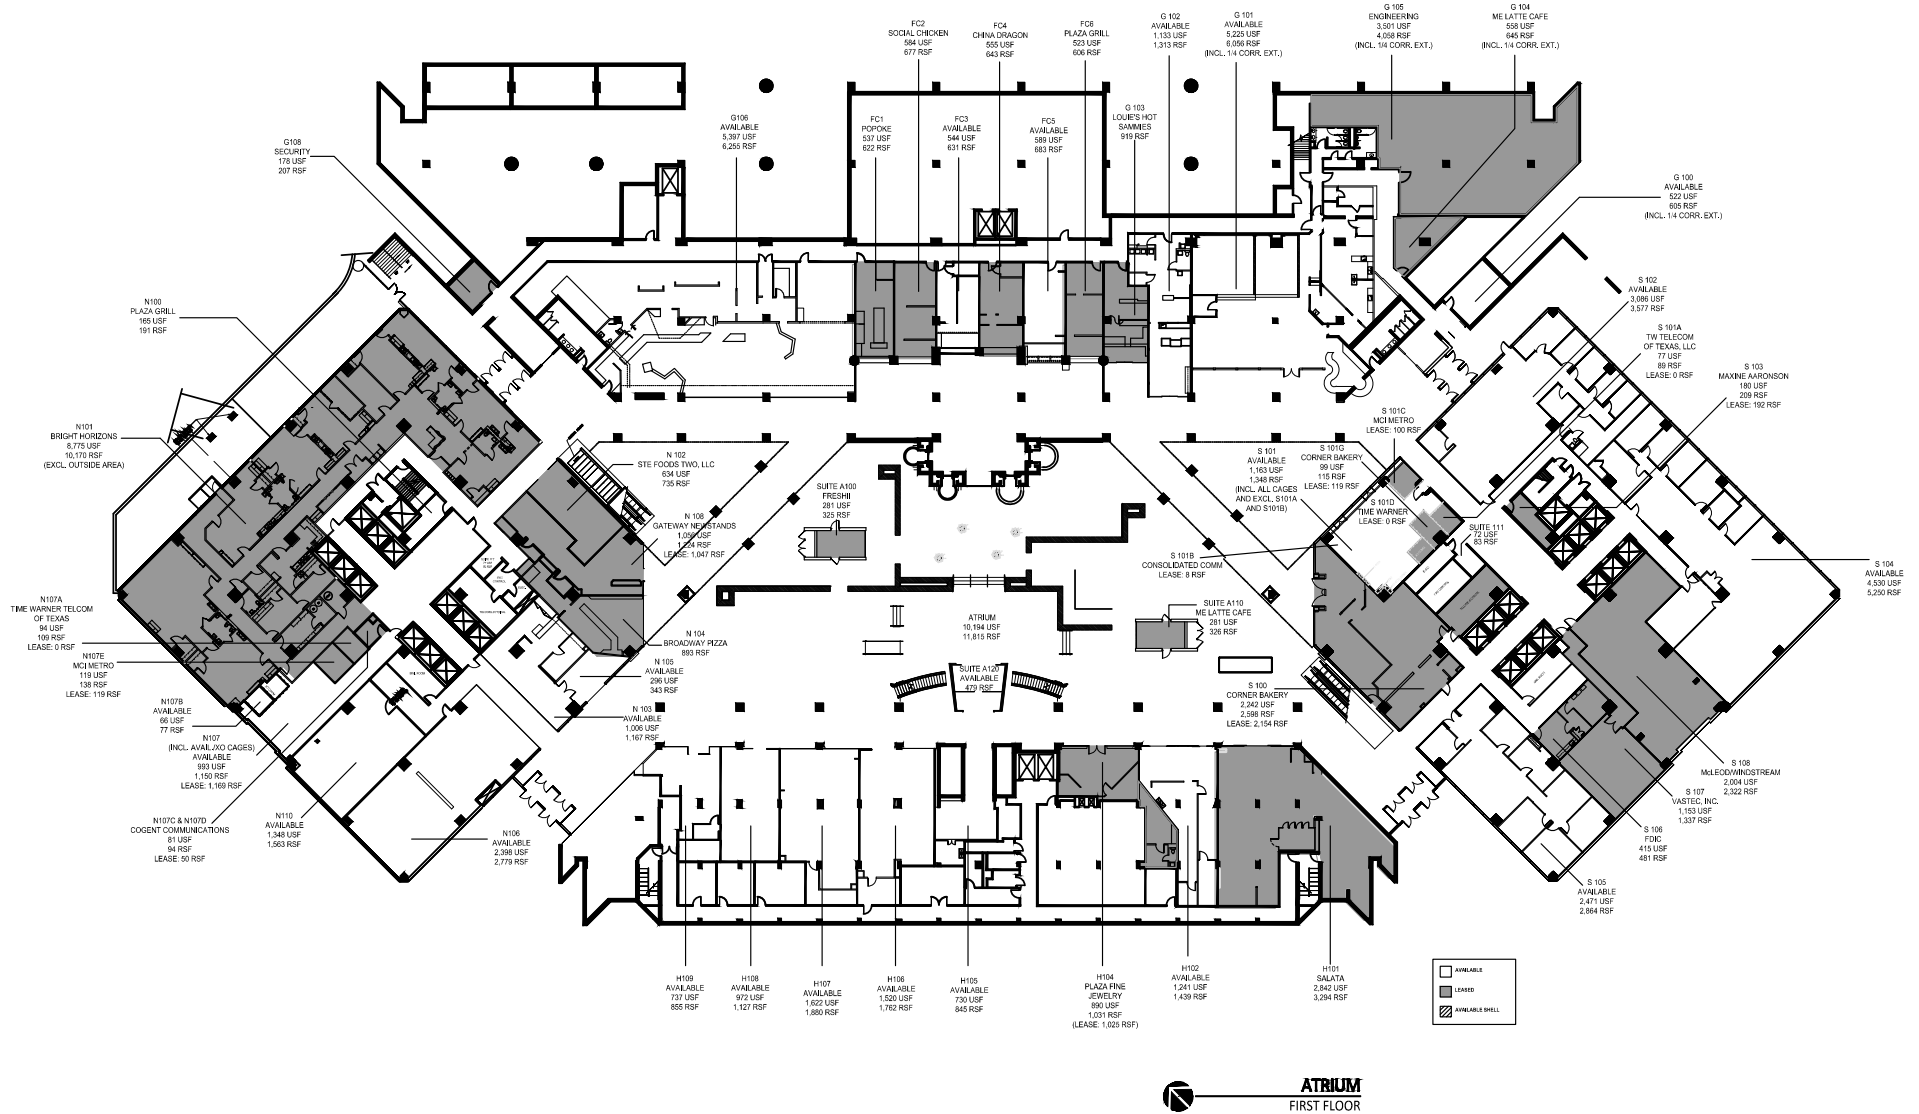 FC2
SOCIAL CHICKEN
584 USF
677 RSF
FC4
CHINA DRAGON
555 USF
643 RSF
FC6
PLAZA GRILL
523 USF
606 RSF
G 102
AVAILABLE
1,133 USF
1,313 RSF
G 101
AVAILABLE
5,225 USF
6,056 RSF
(INCL. 1/4 CORR. EXT.)
G 105
ENGINEERING
3,501 USF
4,058 RSF
(INCL. 1/4 CORR. EXT.)
G 104
ME LATTE CAFE
558 USF
645 RSF
(INCL. 1/4 CORR. EXT.)
G108
SECURITY
178 USF
207 RSF
G106
AVAILABLE
5,397 USF
6,255 RSF
FC1
POPOKE
537 USF
622 RSF
FC3
AVAILABLE
544 USF
631 RSF
FC5
AVAILABLE
589 USF
683 RSF
G 103
LOUIE'S HOT
SAMMIES
919 RSF
G 100
AVAILABLE
522 USF
605 RSF
(INCL. 1/4 CORR. EXT.)
N100
PLAZA GRILL
165 USF
191 RSF
S 102
AVAILABLE
3,086 USF
3,577 RSF
S 101A
TW TELECOM
OF TEXAS, LLC
77 USF
89 RSF
LEASE: 0 RSF
S 103
MAXINE AARONSON
180 USF
209 RSF
LEASE: 192 RSF
N101
BRIGHT HORIZONS
8,775 USF
10,170 RSF
(EXCL. OUTSIDE AREA)
N 102
STE FOODS TWO, LLC
634 USF
735 RSF
S 101C
MCI METRO
LEASE: 100 RSF
S 101
AVAILABLE
1,163 USF
1,348 RSF
(INCL. ALL CAGES
AND EXCL. S101A
AND S101B)
S 101G
CORNER BAKERY
99 USF
115 RSF
LEASE: 119 RSF
SUITE A100
FRESHII
281 USF
325 RSF
N 108
GATEWAY NEWSTANDS
1,056 USF
1,224 RSF
LEASE: 1,047 RSF
S 101D
TIME WARNER
LEASE: 0 RSF
SUITE 111
72 USF
83 RSF
S 101B
CONSOLIDATED COMM
LEASE: 8 RSF
S 104
AVAILABLE
4,530 USF
5,250 RSF
N107A
TIME WARNER TELCOM
OF TEXAS
94 USF
109 RSF
LEASE: 0 RSF
N107E
MCI METRO
119 USF
138 RSF
LEASE: 119 RSF
N 104
BROADWAY PIZZA
893 RSF
N 105
AVAILABLE
296 USF
343 RSF
ATRIUM
10,194 USF
11,815 RSF
SUITE A110
ME LATTE CAFE
281 USF
326 RSF
SUITE A120
AVAILABLE
479 RSF
S 100
CORNER BAKERY
2,242 USF
2,598 RSF
LEASE: 2,154 RSF
N107B
AVAILABLE
66 USF
77 RSF
N 103
AVAILABLE
1,006 USF
1,167 RSF
N107
(INCL. AVAIL.)XO CAGES)
AVAILABLE
993 USF
1,150 RSF
LEASE: 1,169 RSF
S 108
McLEOD/WINDSTREAM
2,004 USF
2,322 RSF
S 107
VASTEC, INC.
1,153 USF
1,337 RSF
N107C & N107D
COGENT COMMUNICATIONS
81 USF
94 RSF
LEASE: 50 RSF
N110
AVAILABLE
1,348 USF
1,563 RSF
N106
AVAILABLE
2,398 USF
2,779 RSF
S 106
FDIC
415 USF
481 RSF
S 105
AVAILABLE
2,471 USF
2,864 RSF
H109
AVAILABLE
737 USF
855 RSF
H108
AVAILABLE
972 USF
1,127 RSF
H107
AVAILABLE
1,622 USF
1,880 RSF
H106
AVAILABLE
1,520 USF
1,762 RSF
H105
AVAILABLE
730 USF
845 RSF
H104
PLAZA FINE
JEWELRY
890 USF
1,031 RSF
(LEASE: 1,025 RSF)
H102
AVAILABLE
1,241 USF
1,439 RSF
H101
SALATA
2,842 USF
3,294 RSF
AVAILABLE
LEASED
AVAILABLE SHELL
ATRIUM
FIRST FLOOR